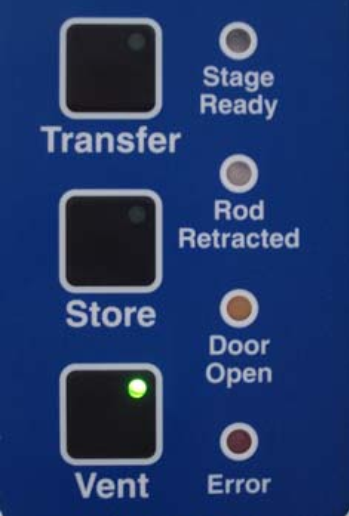 Stage
Ready
Transfer
Rod
Retracted
Store
Door
Open
Vent
Error